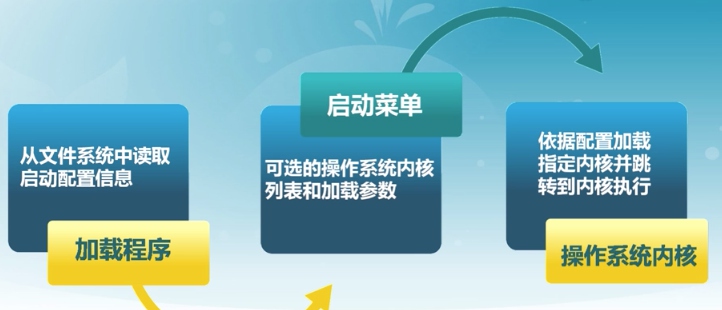 从文件系统中读取
启动配置信息
加载程序
启动菜单
可选的操作系统内核
列表和加载参数
依据配置加载
指定内核并跳
转到内核执行
操作系统内核